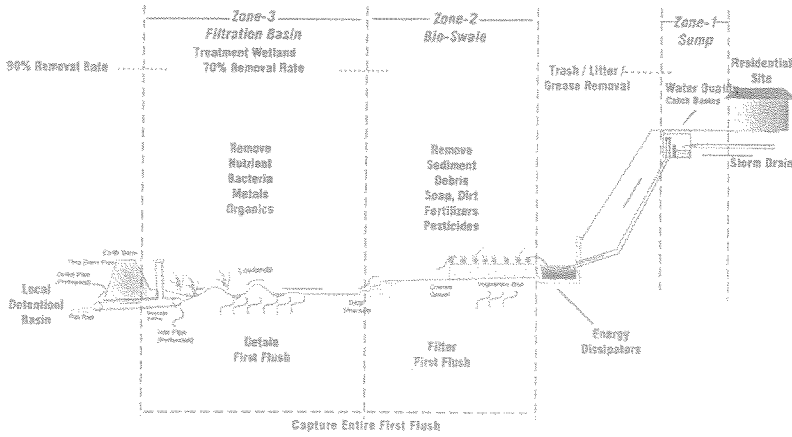 Zone-3
Filtration Basin
Treatment Wetland
70% Removal Rate
90% Removal Rate
Zone-2
Bio-Swale
Zone-1
Sump
Trash / Litter /
Grease Removal
Water Quality
Catch Basins
Residential
Site
Storm Drain
Remove
Nutrient
Bacteria
Metals
Organics
Remove
Sediment
Debris
Soap, Dirt
Fertilizers
Pesticides
Earth Berm
Lowlands
Local
Detention
Basin
Detain
First Flush
Filter
First Flush
Energy
Dissipators
Capture Entire First Flush